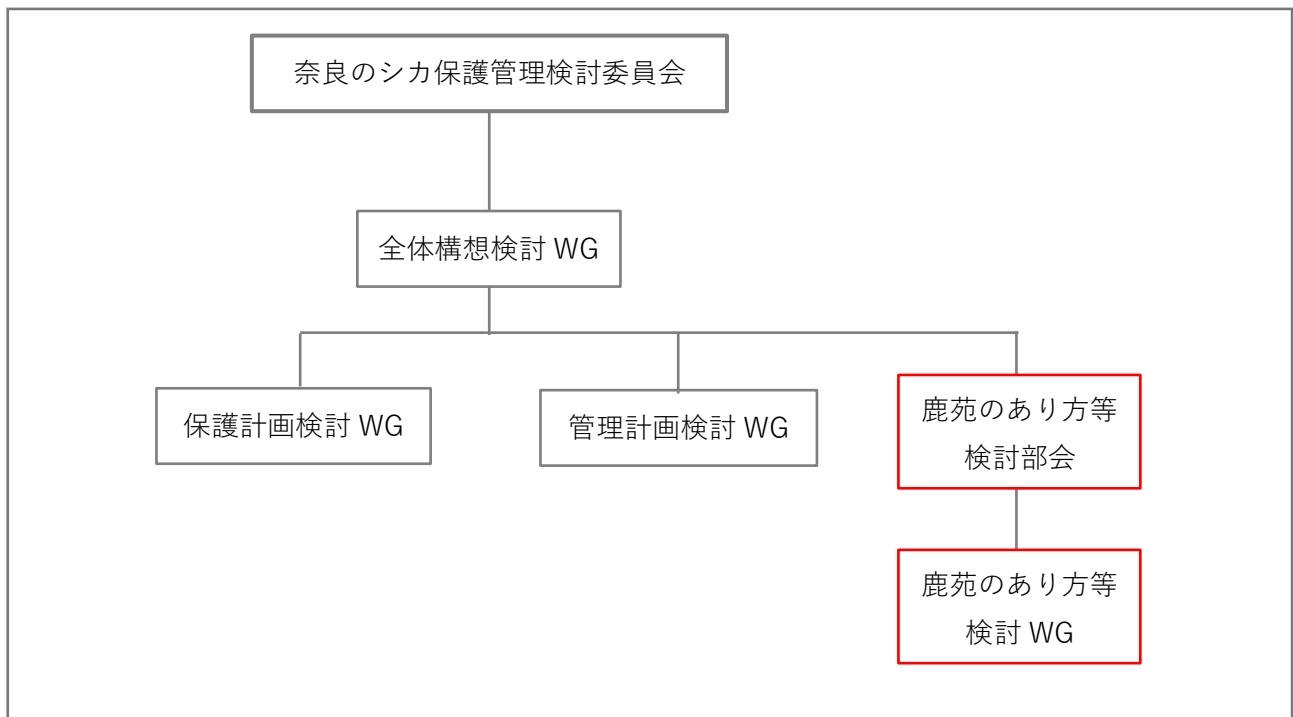 奈良のシカ保護管理検討委員会
全体構想検討 WG
保護計画検討 WG
管理計画検討 WG
鹿苑のあり方等
検討部会
鹿苑のあり方等
検討 WG